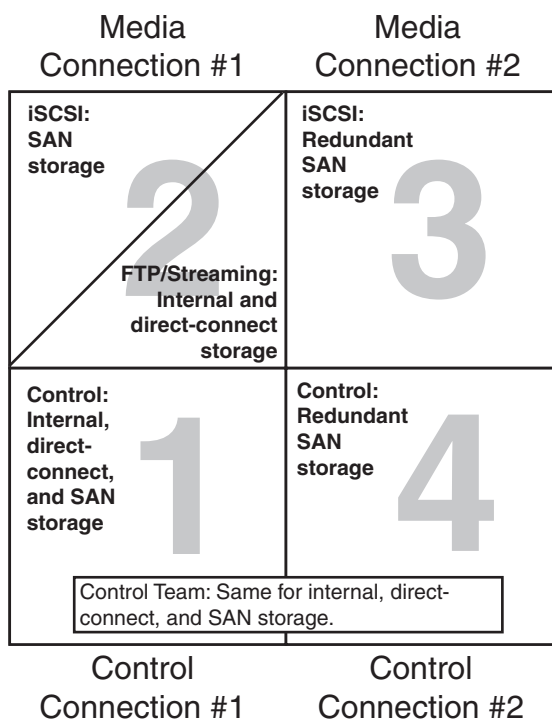 Media
Connection #1
Media
Connection #2
iSCSI:
SAN
storage
2
FTP/Streaming:
Internal and
direct-connect
storage
iSCSI:
Redundant
SAN
storage
3
Control:
Internal,
direct-
connect,
and SAN
storage
1
Control:
Redundant
SAN
storage
4
Control Team: Same for internal, direct-
connect, and SAN storage.
Control
Connection #1
Control
Connection #2